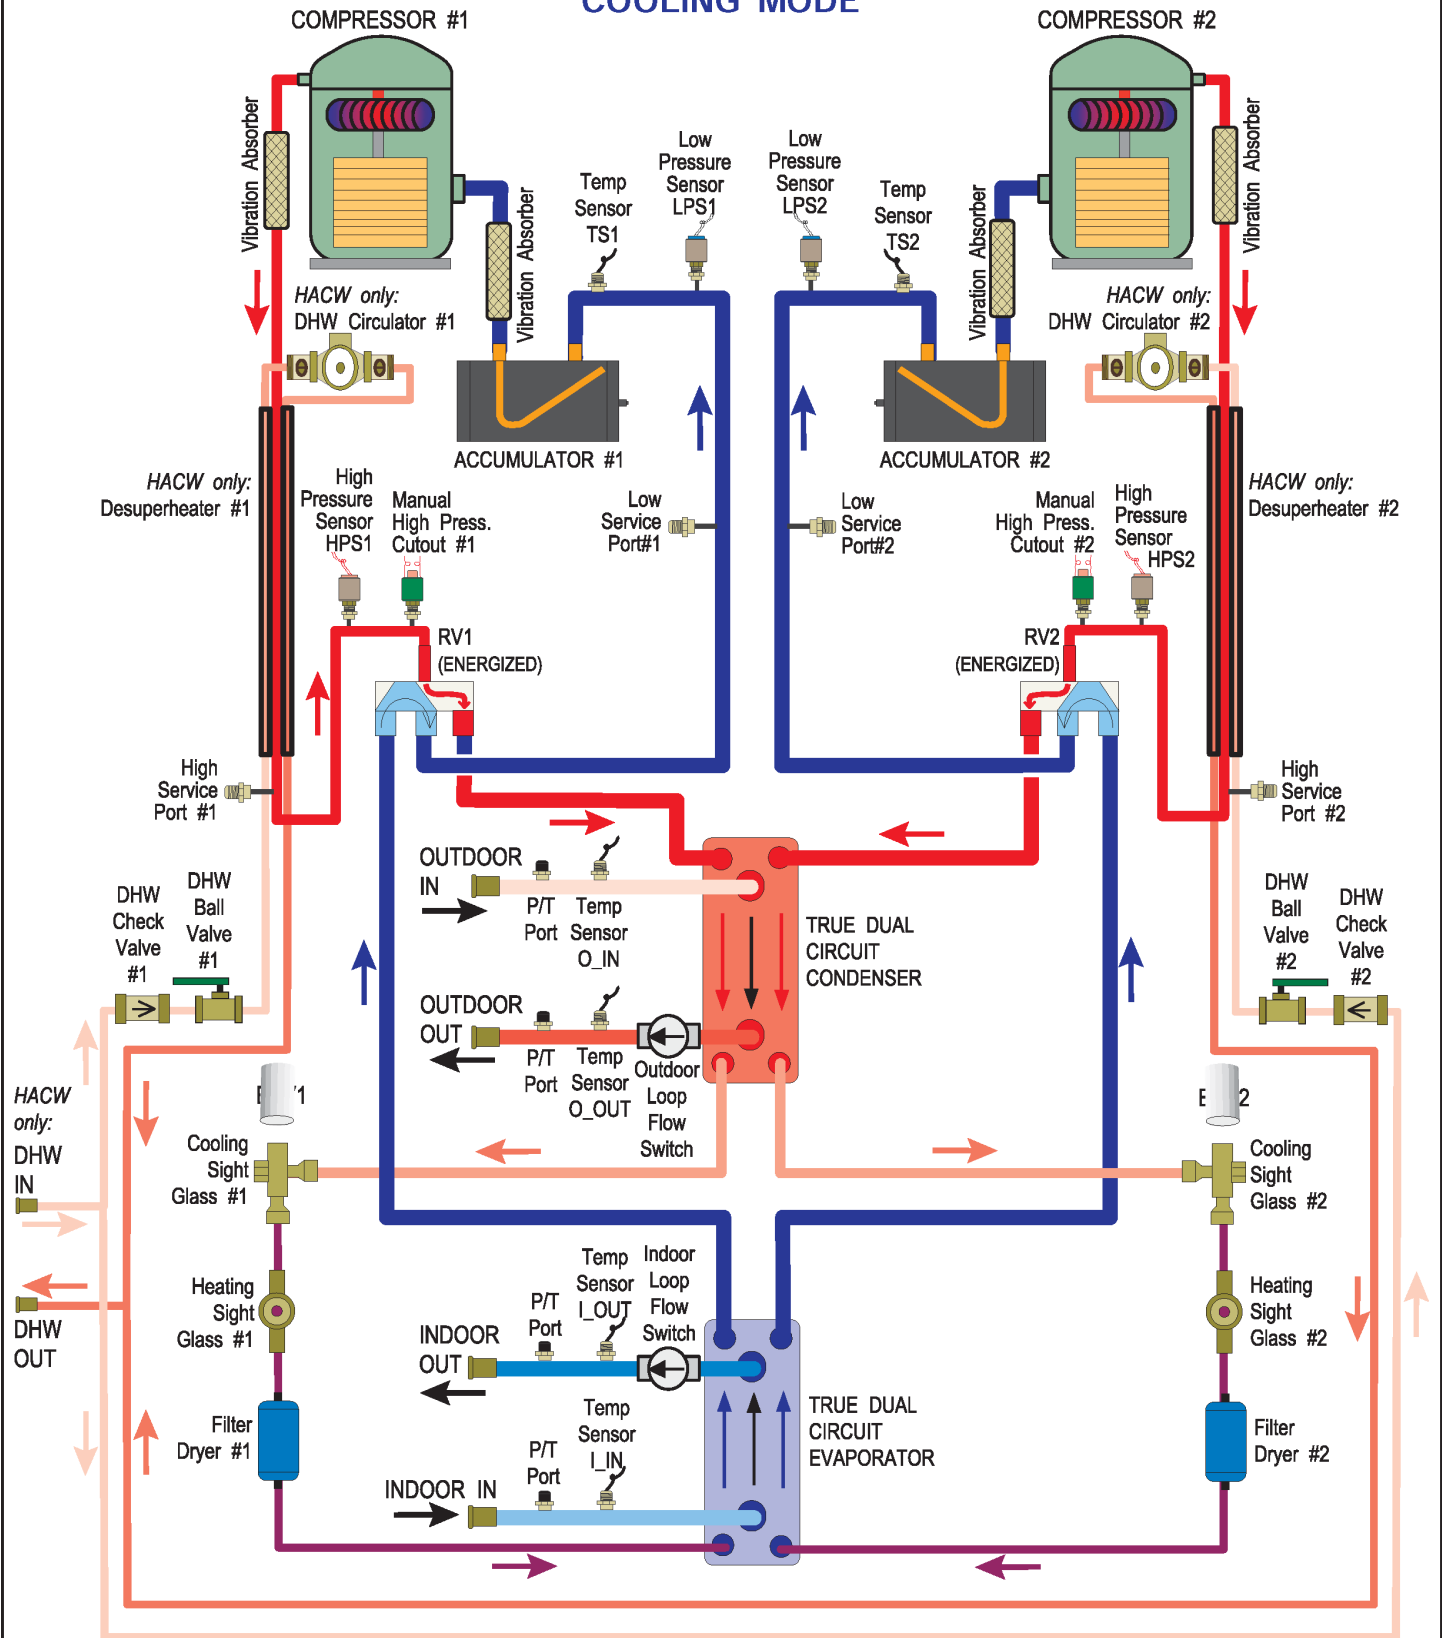 COOLING MODE
COMPRESSOR #1
COMPRESSOR #2
Vibration Absorber
Vibration Absorber
Vibration Absorber
Vibration Absorber
Temp
Sensor
TS1
Low
Pressure
Sensor
LPS1
Low
Pressure
Sensor
LPS2
Temp
Sensor
TS2
HACW only:
DHW Circulator #1
HACW only:
DHW Circulator #2
ACCUMULATOR #1
ACCUMULATOR #2
HACW only:
Desuperheater #1
HACW only:
Desuperheater #2
High
Pressure
Sensor
HPS1
Manual
High Press.
Cutout #1
Low
Service
Port#1
Low
Service
Port#2
Manual
High Press.
Cutout #2
High
Pressure
Sensor
HPS2
RV1
(ENERGIZED)
RV2
(ENERGIZED)
High
Service
Port #1
High
Service
Port #2
OUTDOOR
IN
P/T
Port
Temp
Sensor
O_IN
TRUE DUAL
CIRCUIT
CONDENSER
DHW
Check
Valve
#1
DHW
Ball
Valve
#1
DHW
Ball
Valve
#2
DHW
Check
Valve
#2
OUTDOOR
OUT
P/T
Port
Temp
Sensor
O_OUT
Outdoor
Loop
Flow
Switch
HACW
only:
DHW
IN
DHW
OUT
Cooling
Sight
Glass #1
Cooling
Sight
Glass #2
Heating
Sight
Glass #1
Heating
Sight
Glass #2
Temp
Sensor
I_OUT
Indoor
Loop
Flow
Switch
P/T
Port
INDOOR
OUT
TRUE DUAL
CIRCUIT
EVAPORATOR
Temp
Sensor
I_IN
P/T
Port
INDOOR IN
Filter
Dryer #1
Filter
Dryer #2